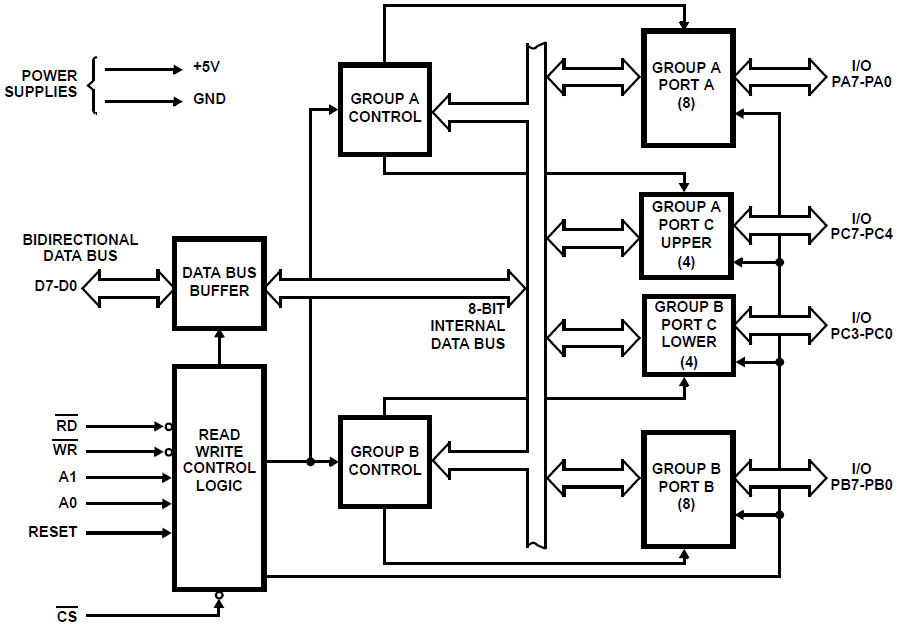 POWER
SUPPLIES
+5V
GND
GROUP A
CONTROL
GROUP A
PORT A
(8)
I/O
PA7-PA0
GROUP A
PORT C
UPPER
(4)
I/O
PC7-PC4
BIDIRECTIONAL
DATA BUS
D7-D0
DATA BUS
BUFFER
8-BIT
INTERNAL
DATA BUS
GROUP B
PORT C
LOWER
(4)
I/O
PC3-PC0
RD
WR
A1
A0
RESET
CS
READ
WRITE
CONTROL
LOGIC
GROUP B
CONTROL
GROUP B
PORT B
(8)
I/O
PB7-PB0